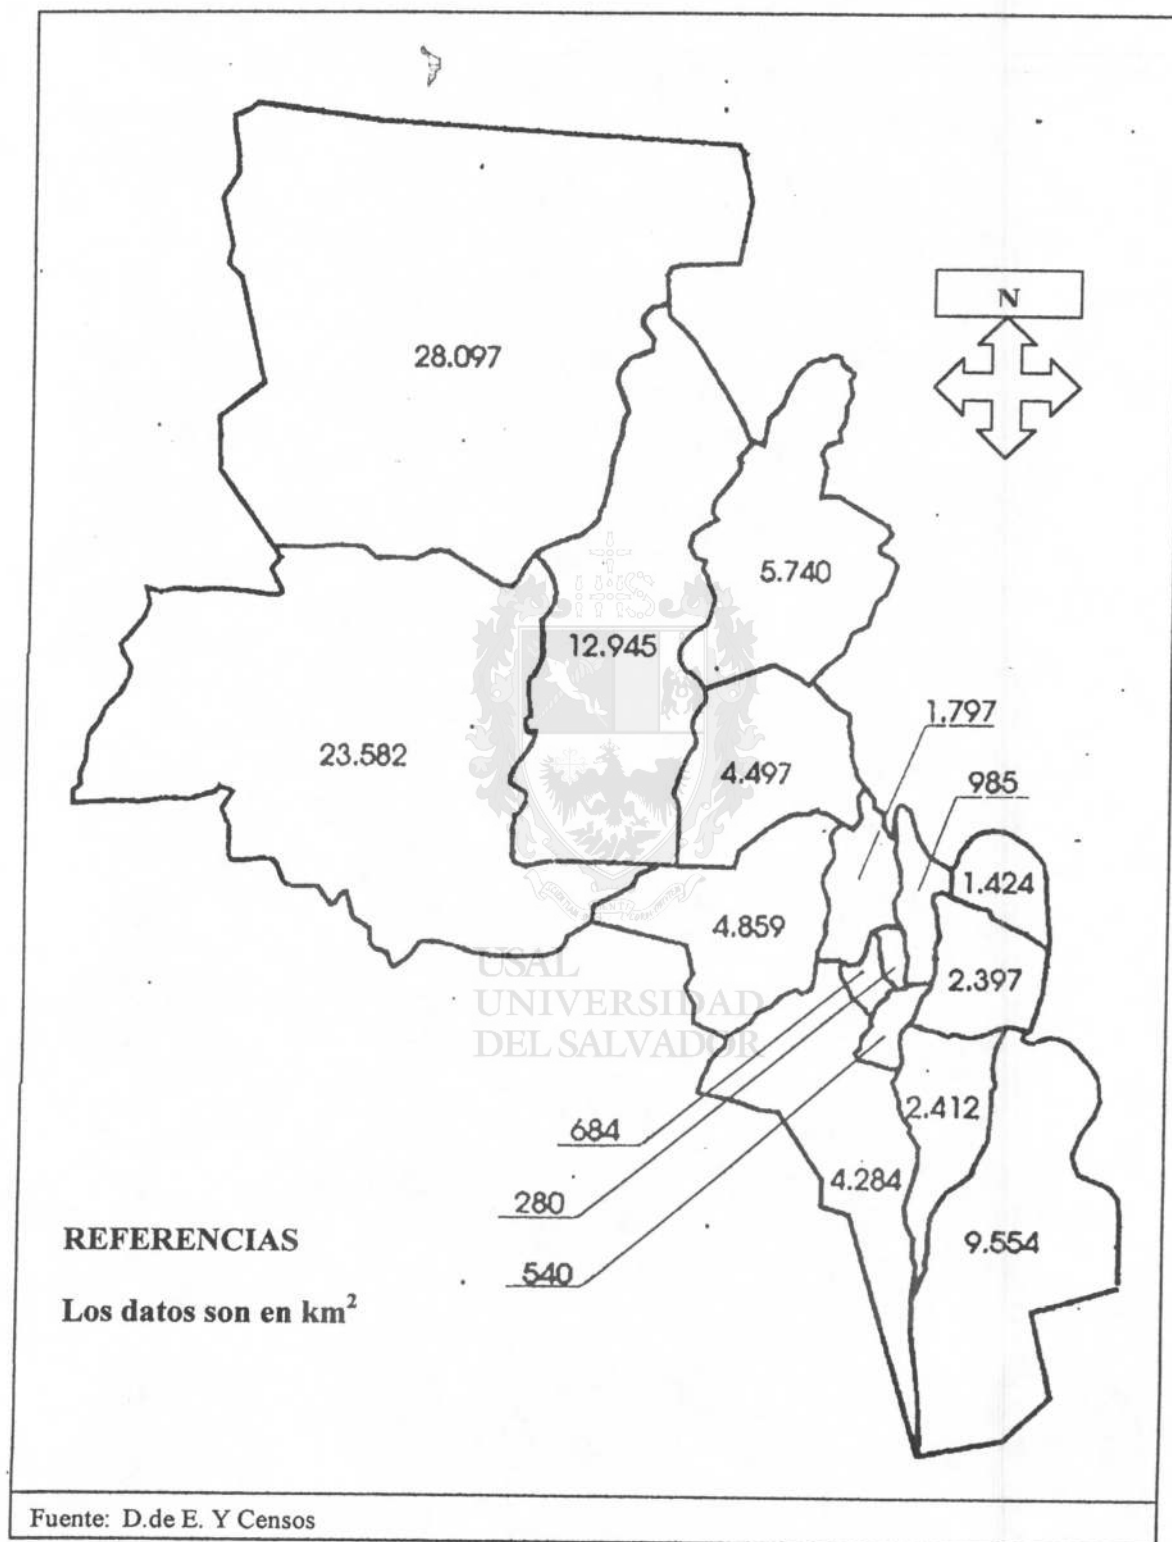 N
28.097
5.740
12.945
1.797
23.582
4.497
985
1.424
4.859
2.397
USAL
UNIVERSIDAD
DEL SALVADOR
2.412
684
4.284
280
9.554
540
REFERENCIAS
Los datos son en km²
Fuente: D.de E. Y Censos